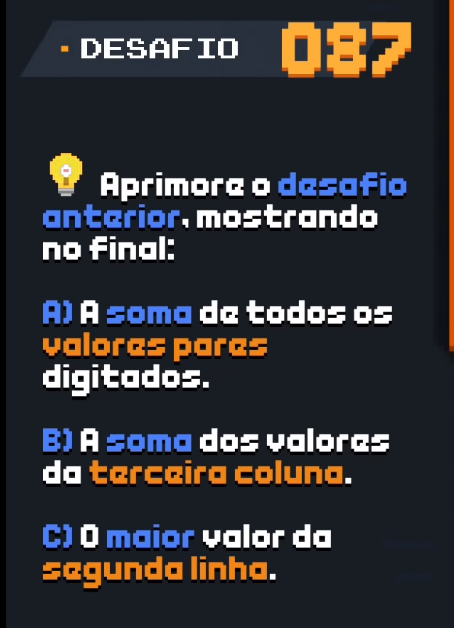 DESAFIO 087
Aprimore o desafio
anterior, mostrando
no final:
A) A soma de todos os
valores pares
digitados.
B) A soma dos valores
da terceira coluna.
C) O maior valor da
segunda linha.